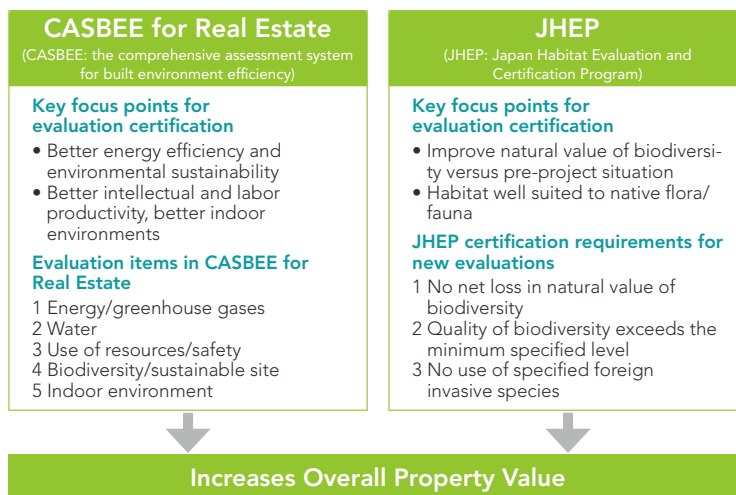 CASBEE for Real Estate
(CASBEE: the comprehensive assessment system
for built environment efficiency)
Key focus points for
evaluation certification
• Better energy efficiency and
environmental sustainability
• Better intellectual and labor
productivity, better indoor
environments
Evaluation items in CASBEE for
Real Estate
1 Energy/greenhouse gases
2 Water
3 Use of resources/safety
4 Biodiversity/sustainable site
5 Indoor environment
JHEP
(JHEP: Japan Habitat Evaluation and
Certification Program)
Key focus points for
evaluation certification
• Improve natural value of biodiversi-
ty versus pre-project situation
• Habitat well suited to native flora/
fauna
JHEP certification requirements for
new evaluations
1 No net loss in natural value of
biodiversity
2 Quality of biodiversity exceeds the
minimum specified level
3 No use of specified foreign
invasive species
Increases Overall Property Value